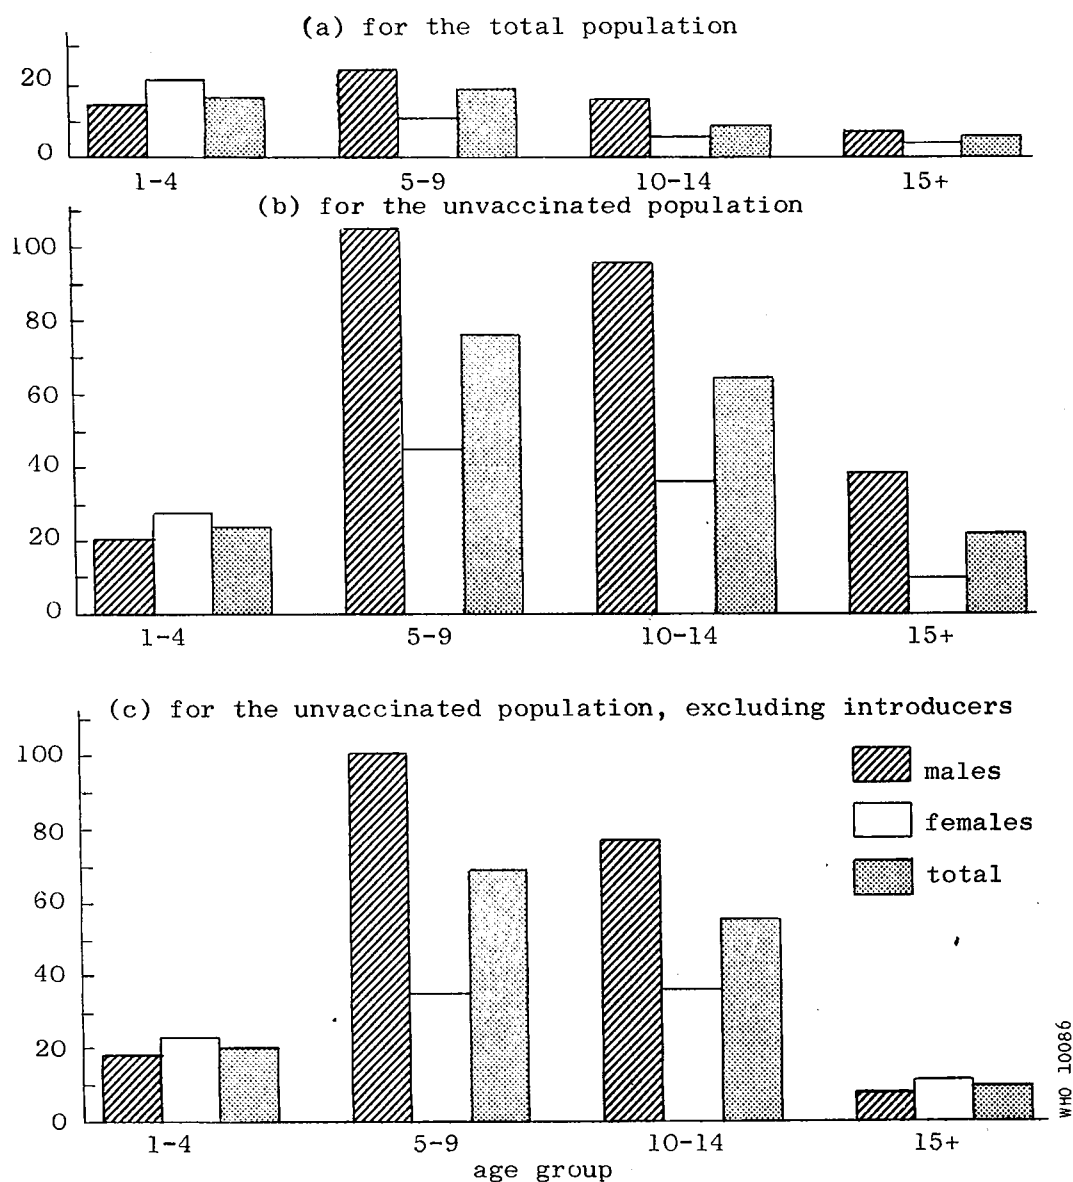 (a) for the total population
20
0
1-4 5-9 10-14 15+
(b) for the unvaccinated population
100
80
60
40
20
0
1-4 5-9 10-14 15+
(c) for the unvaccinated population, excluding introducers
100
80
60
40
20
0
males
females
total
1-4 5-9 10-14 15+
age group
WHO 10086